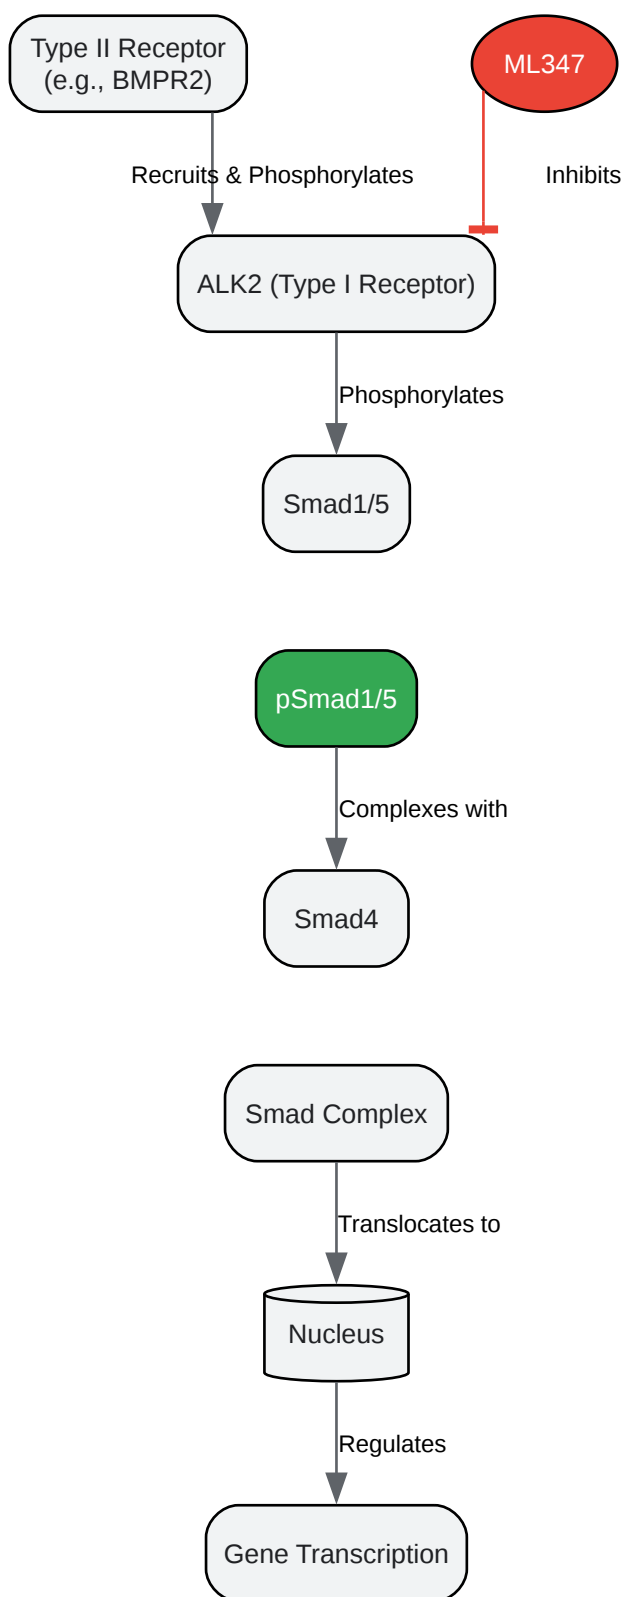 Type II Receptor
(e.g., BMPR2)
ML347
Recruits & Phosphorylates
Inhibits
ALK2 (Type I Receptor)
Phosphorylates
Smad1/5
pSmad1/5
Complexes with
Smad4
Smad Complex
Translocates to
Nucleus
Regulates
Gene Transcription